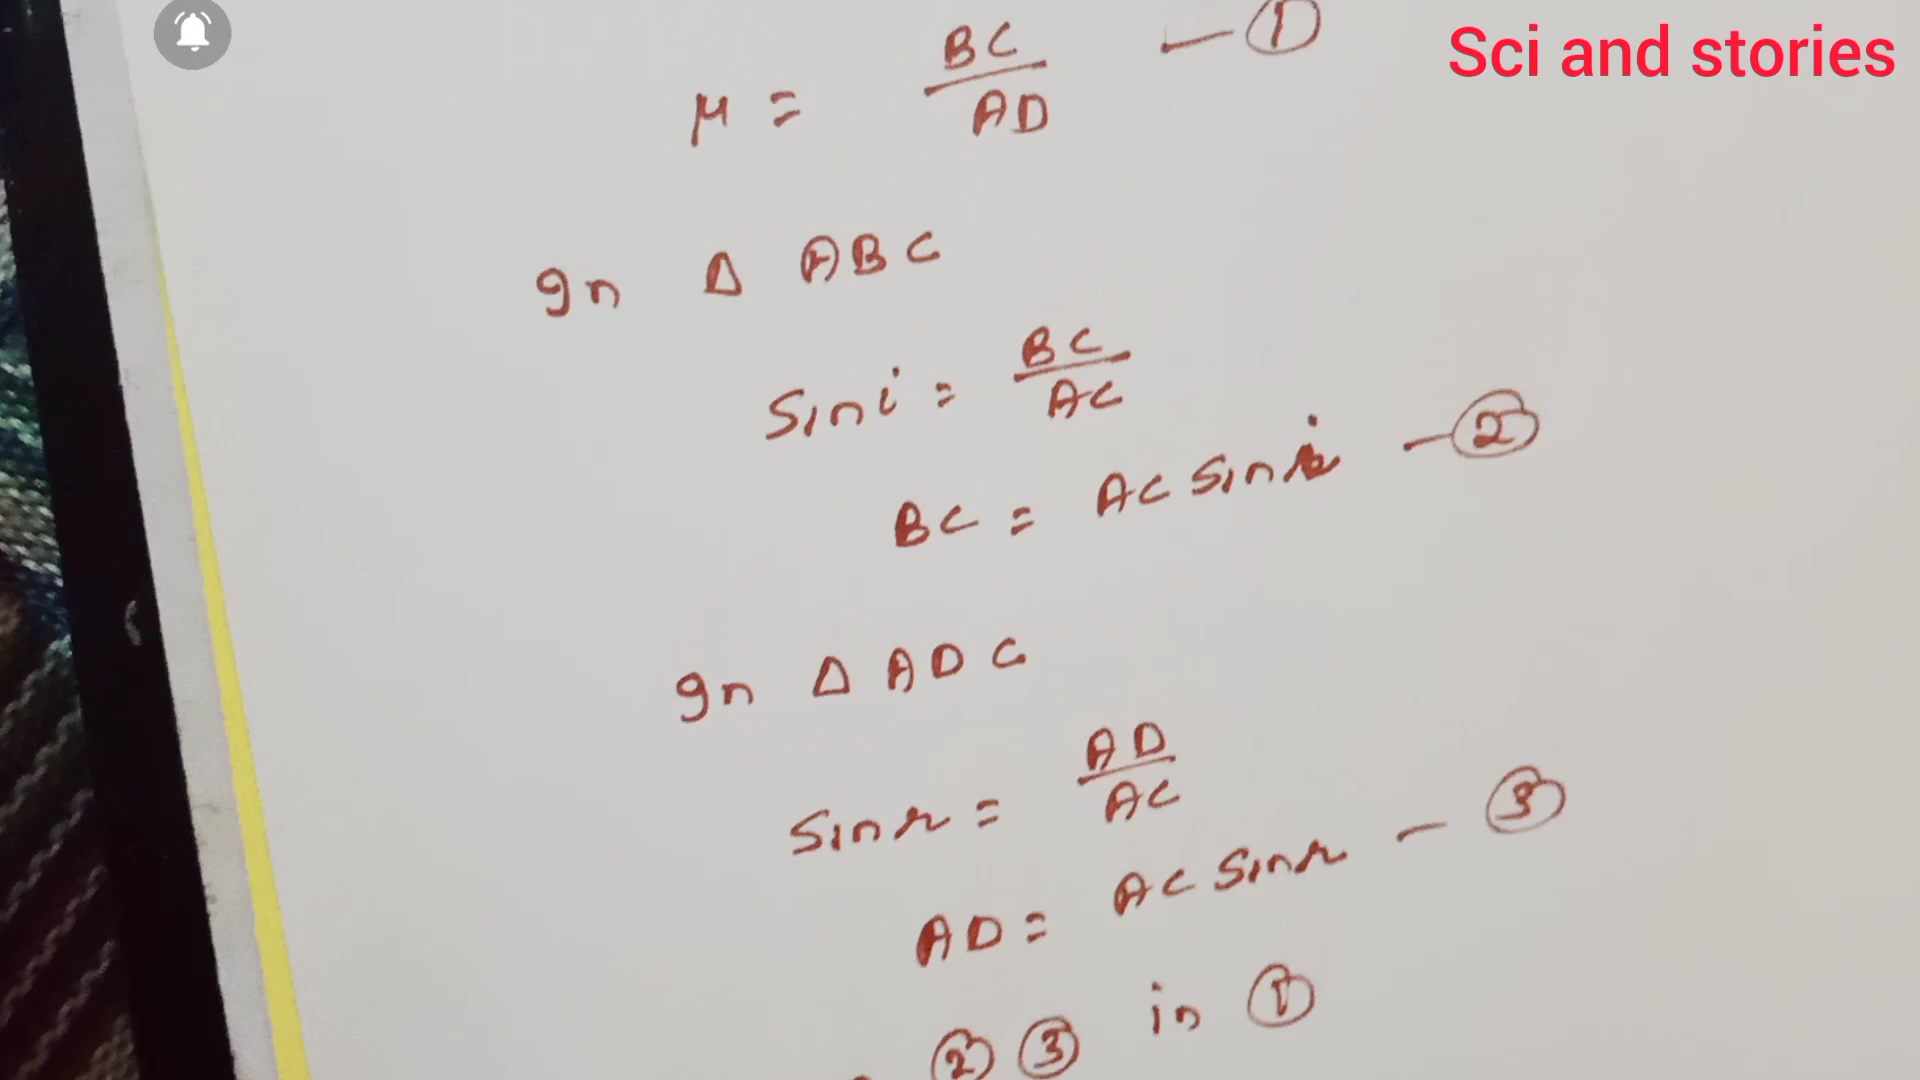 Sci and stories
μ = BC/AD — ①
In Δ ABC
Sin i = BC/AC
BC = AC Sin i — ②
In Δ ADC
Sin r = AD/AC
AD = AC Sin r — ③
② ③ in ①